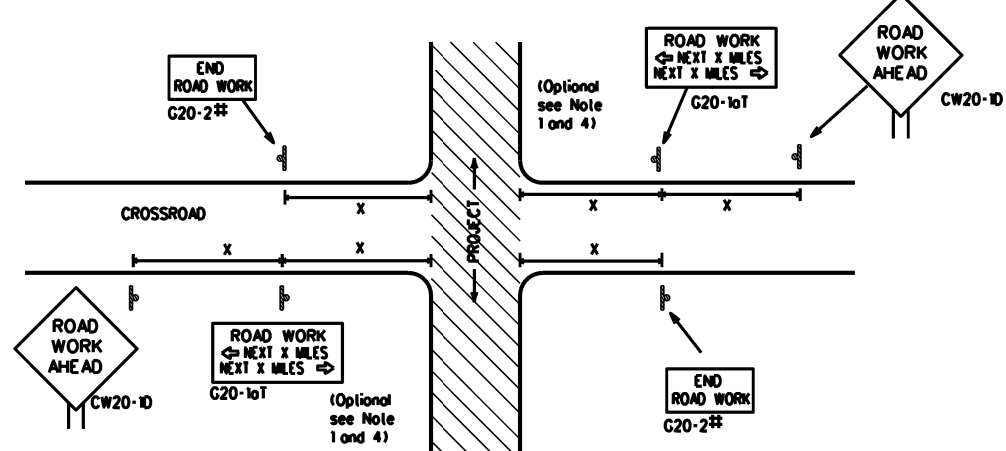 END
ROAD WORK
G20-2#
ROAD WORK
⇦ NEXT X MILES
NEXT X MILES ⇨
G20-1aT
(Optional
see Note
1 and 4)
ROAD
WORK
AHEAD
CW20-1D
X
X
X
CROSSROAD
PROJECT
X
X
X
ROAD
WORK
AHEAD
CW20-1D
ROAD WORK
⇦ NEXT X MILES
NEXT X MILES ⇨
G20-1aT
(Optional
see Note
1 and 4)
END
ROAD WORK
G20-2#